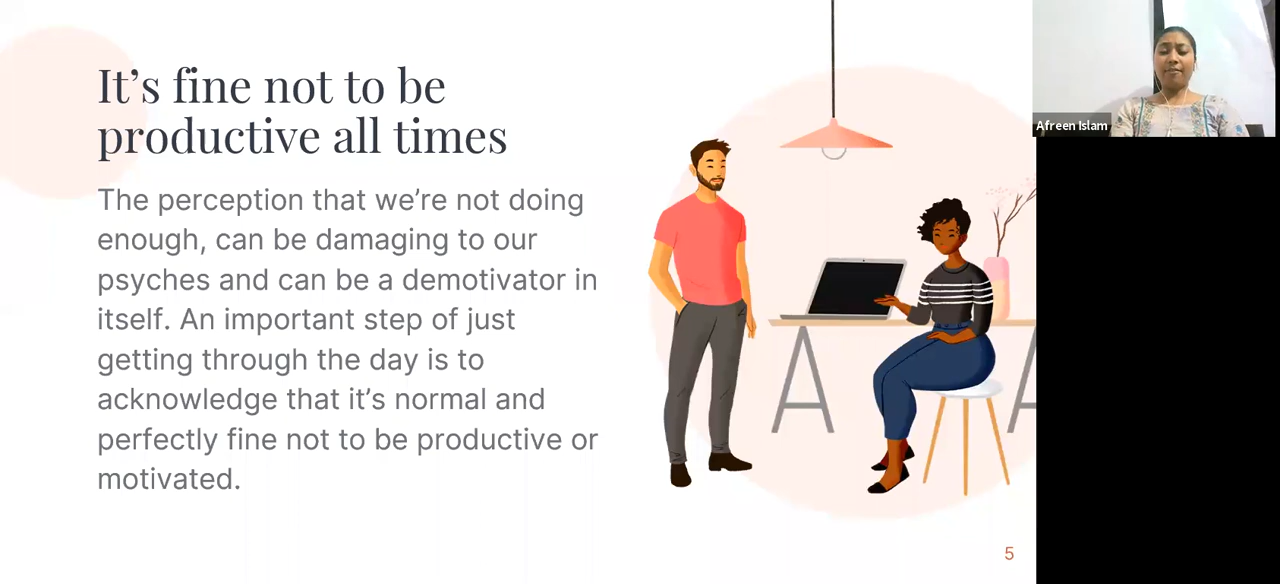 It’s fine not to be
productive all times
The perception that we’re not doing
enough, can be damaging to our
psyches and can be a demotivator in
itself. An important step of just
getting through the day is to
acknowledge that it’s normal and
perfectly fine not to be productive or
motivated.
5
Afreen Islam